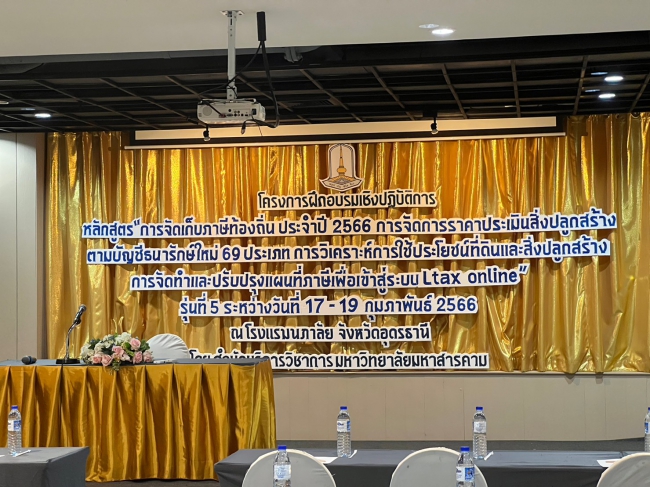 โครงการฝึกอบรมเชิงปฏิบัติการ
หลักสูตร"การจัดเก็บภาษีท้องถิ่น ประจำปี 2566 การจัดการราคาประเมินสิ่งปลูกสร้าง
ตามบัญชีธนารักษ์ใหม่ 69 ประเภท การวิเคราะห์การใช้ประโยชน์ที่ดินและสิ่งปลูกสร้าง
การจัดทำและปรับปรุงแผนที่ภาษีเพื่อเข้าสู่ระบบ Ltax online"
รุ่นที่ 5 ระหว่างวันที่ 17 - 19 กุมภาพันธ์ 2566
ณ โรงแรมนภาลัย จังหวัดอุดรธานี
โดย สำนักบริการวิชาการ มหาวิทยาลัยมหาสารคาม